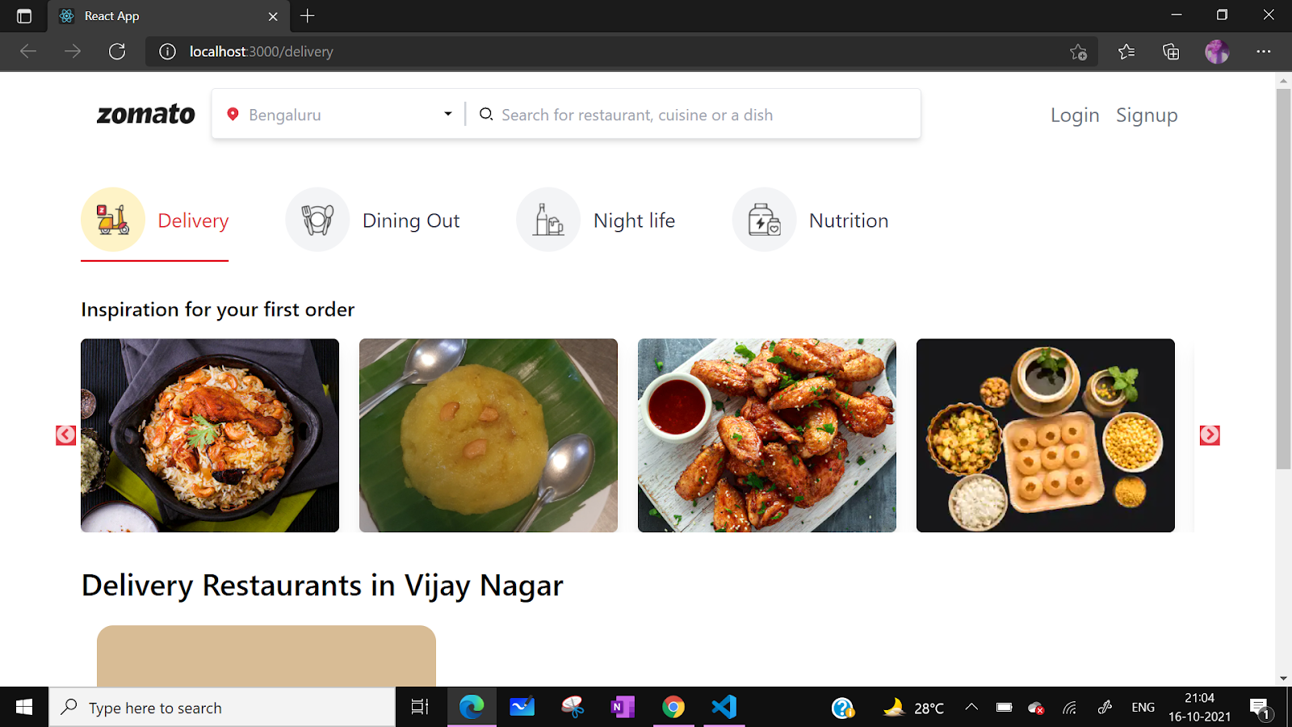 React App
localhost:3000/delivery
zomato
Bengaluru
Search for restaurant, cuisine or a dish
Login Signup
Delivery
Dining Out
Night life
Nutrition
Inspiration for your first order
Delivery Restaurants in Vijay Nagar
Type here to search
28°C
ENG
21:04
16-10-2021
1